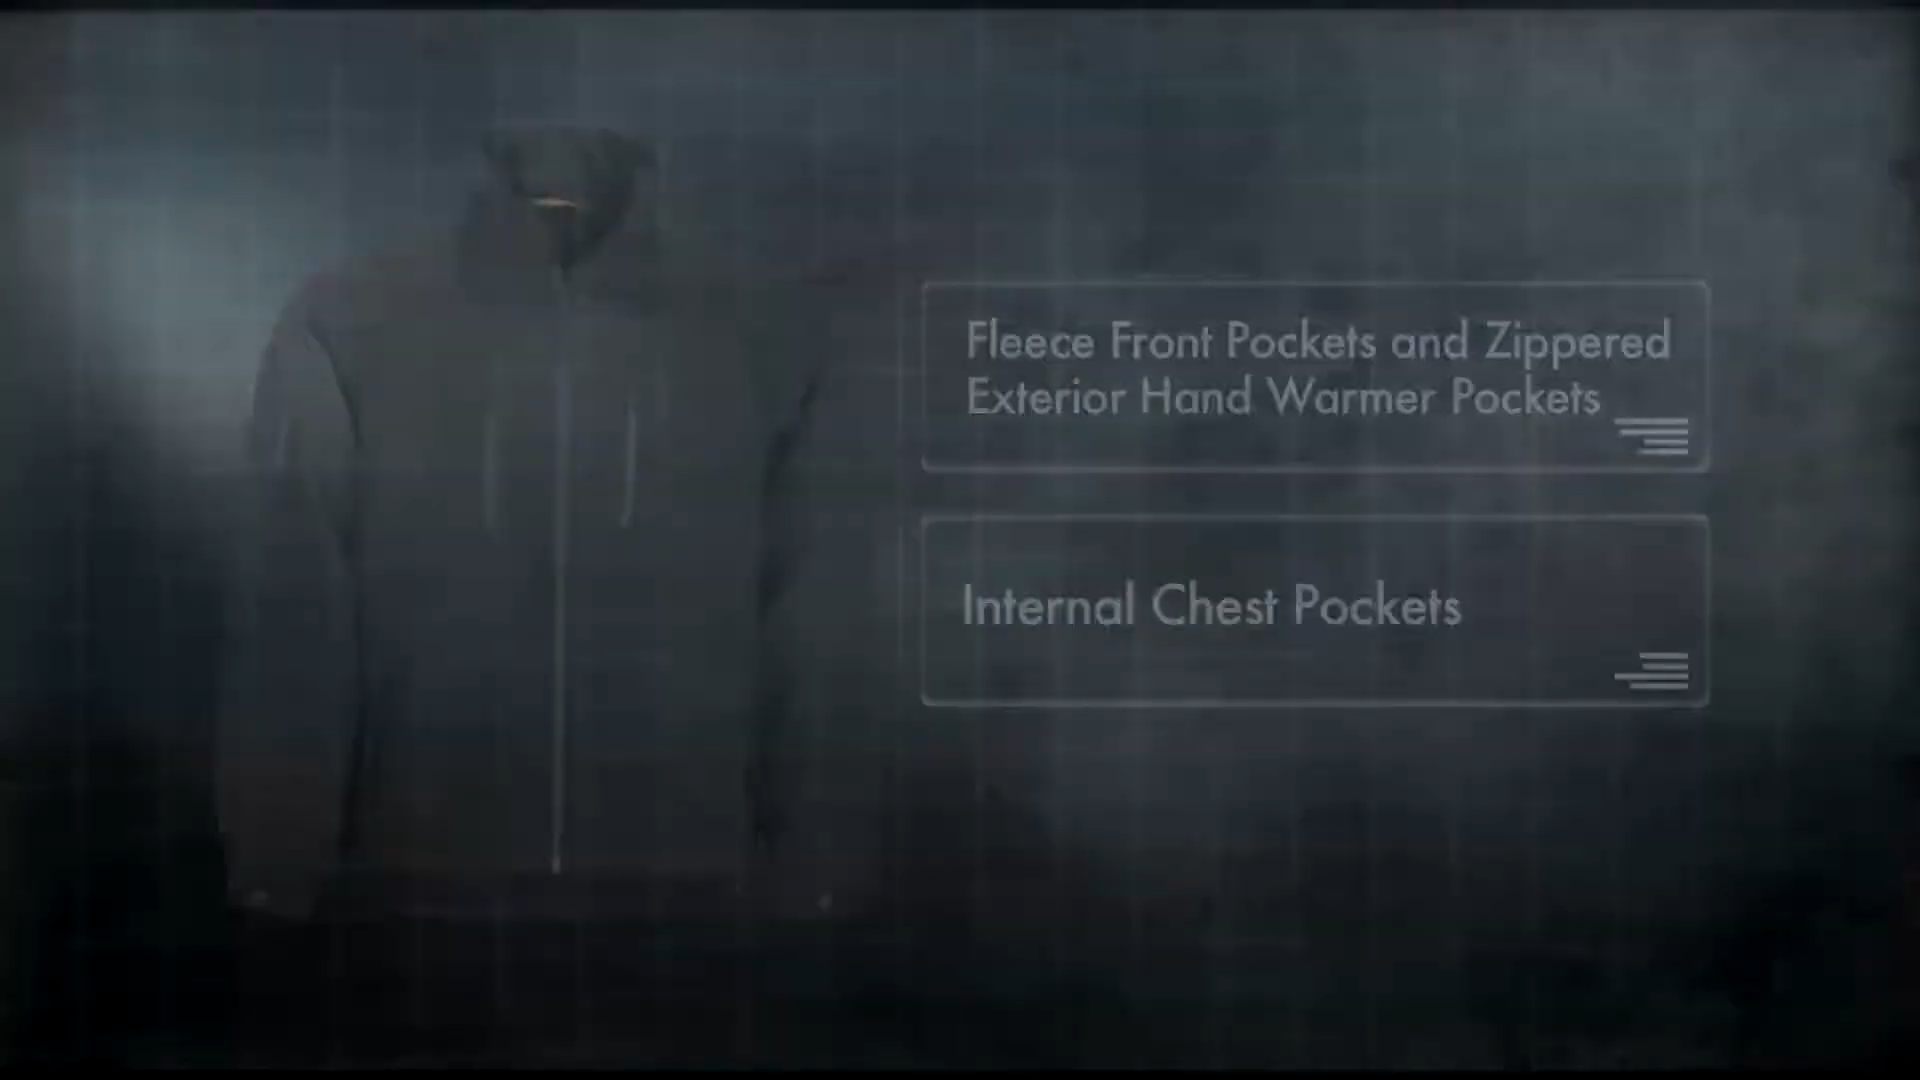 Fleece Front Pockets and Zippered
Exterior Hand Warmer Pockets
Internal Chest Pockets